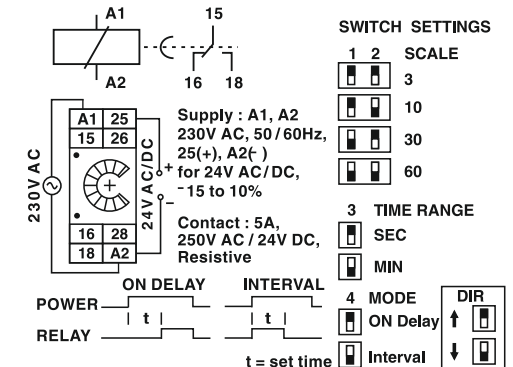 A1
15
A2
16 18
SWITCH SETTINGS
1 2 SCALE
3
10
30
60
3 TIME RANGE
SEC
MIN
4 MODE
ON Delay
Interval
DIR
230V AC
A1 25
15 26
16 28
18 A2
24V AC/DC
+
−
Supply : A1, A2
230V AC, 50/60Hz,
25(+), A2(-)
for 24V AC/DC,
-15 to 10%
Contact : 5A,
250V AC / 24V DC,
Resistive
ON DELAY INTERVAL
POWER
t t
RELAY
t = set time